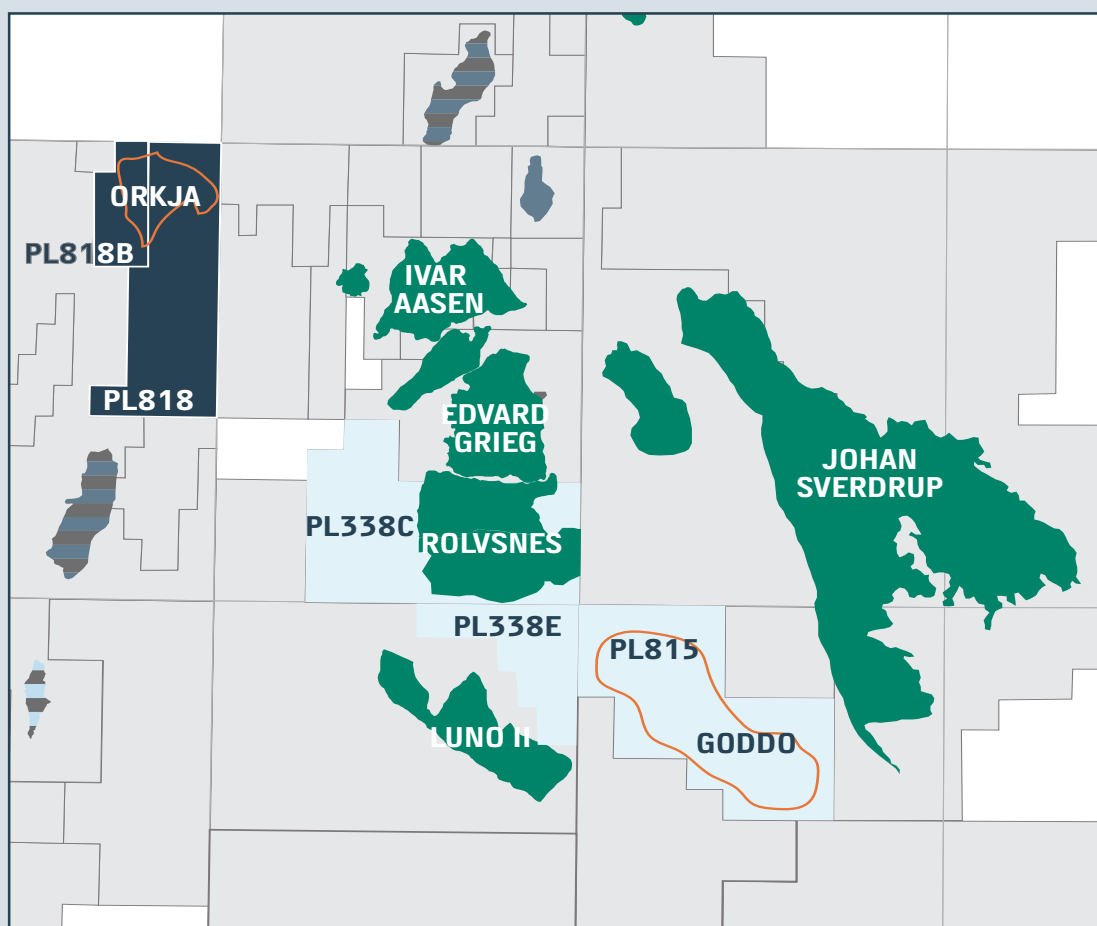 ORKJA
PL818B
IVAR
AASEN
PL818
EDVARD
GRIEG
JOHAN
SVERDRUP
PL338C
ROLVSNES
PL338E
PL815
LUNO II
GODDO